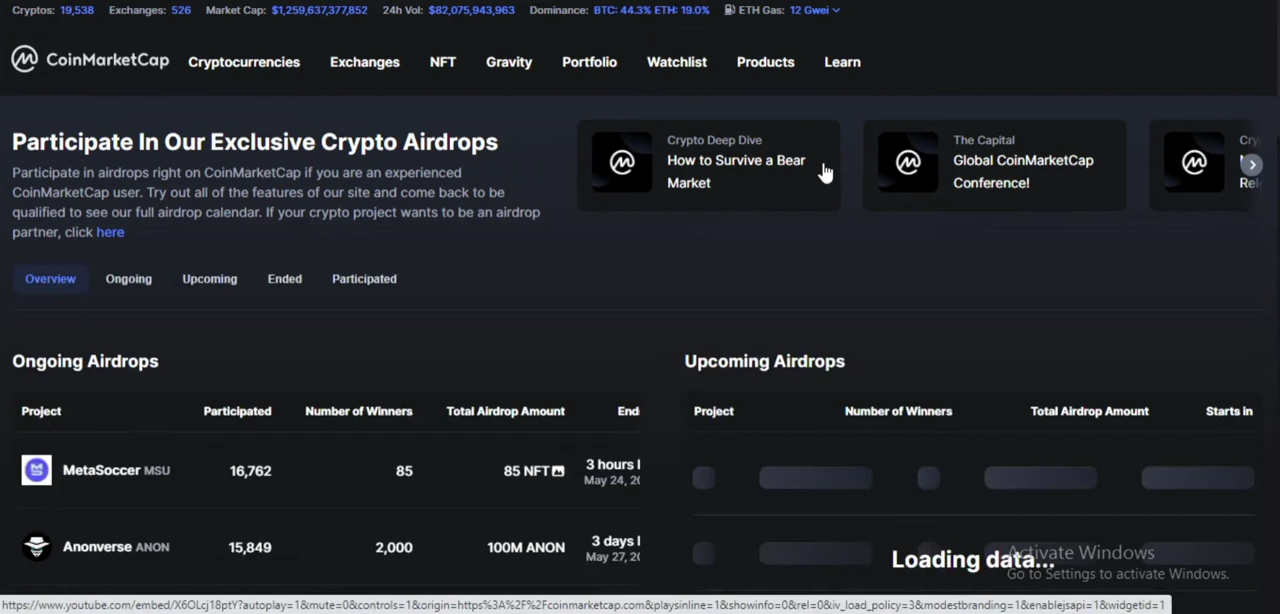 Cryptos: 19,538 Exchanges: 526 Market Cap: $1,259,637,377,852 24h Vol: $82,075,943,963 Dominance: BTC: 44.3% ETH: 19.0% ETH Gas: 12 Gwei
CoinMarketCap Cryptocurrencies Exchanges NFT Gravity Portfolio Watchlist Products Learn
Participate In Our Exclusive Crypto Airdrops
Participate in airdrops right on CoinMarketCap if you are an experienced
CoinMarketCap user. Try out all of the features of our site and come back to be
qualified to see our full airdrop calendar. If your crypto project wants to be an airdrop
partner, click here
Crypto Deep Dive
How to Survive a Bear
Market
The Capital
Global CoinMarketCap
Conference!
Overview Ongoing Upcoming Ended Participated
Ongoing Airdrops
Project Participated Number of Winners Total Airdrop Amount
MetaSoccer MSU 16,762 85 85 NFT 3 hours
May 24,
Anonverse ANON 15,849 2,000 100M ANON 3 days
May 27,
Upcoming Airdrops
Project Number of Winners Total Airdrop Amount Starts in
Loading data...
Activate Windows
Go to Settings to activate Windows.
https://www.youtube.com/embed/X6OLcj18ptY?autoplay=1&mute=0&controls=1&origin=https%3A%2F%2Fcoinmarketcap.com&playsinline=1&showinfo=0&rel=0&iv_load_policy=3&modestbranding=1&enablejsapi=1&widgetid=1